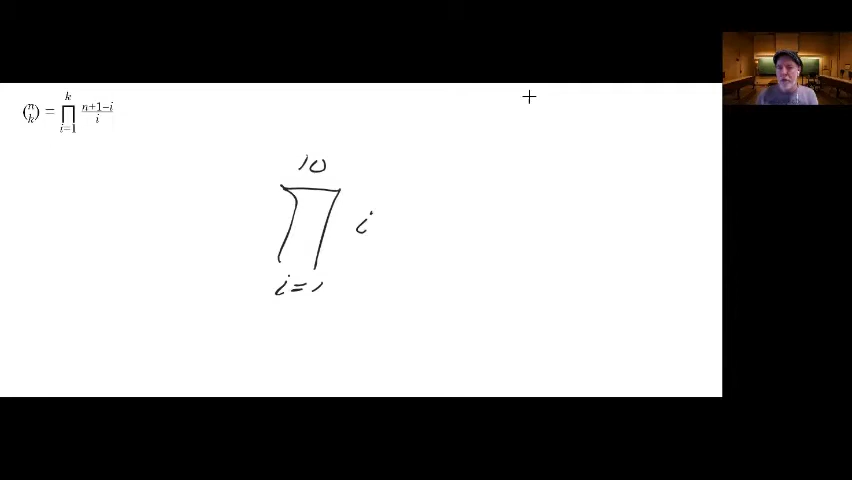 (n k) = ∏ k i=1 n+1−i / i
10
∏ i
i=1